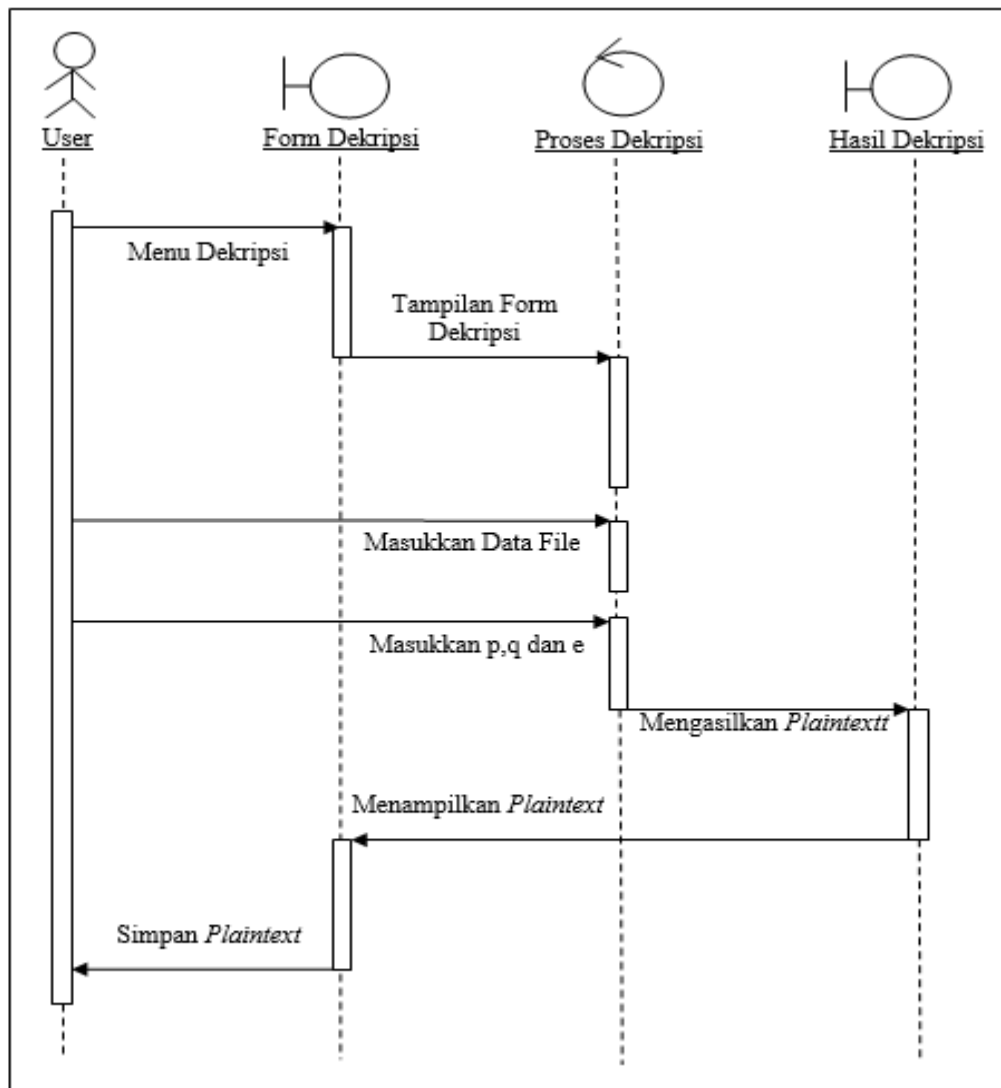 User
Form Dekripsi
Proses Dekripsi
Hasil Dekripsi
Menu Dekripsi
Tampilan Form
Dekripsi
Masukkan Data File
Masukkan p,q dan e
Mengasilkan Plaintextt
Menampilkan Plaintext
Simpan Plaintext